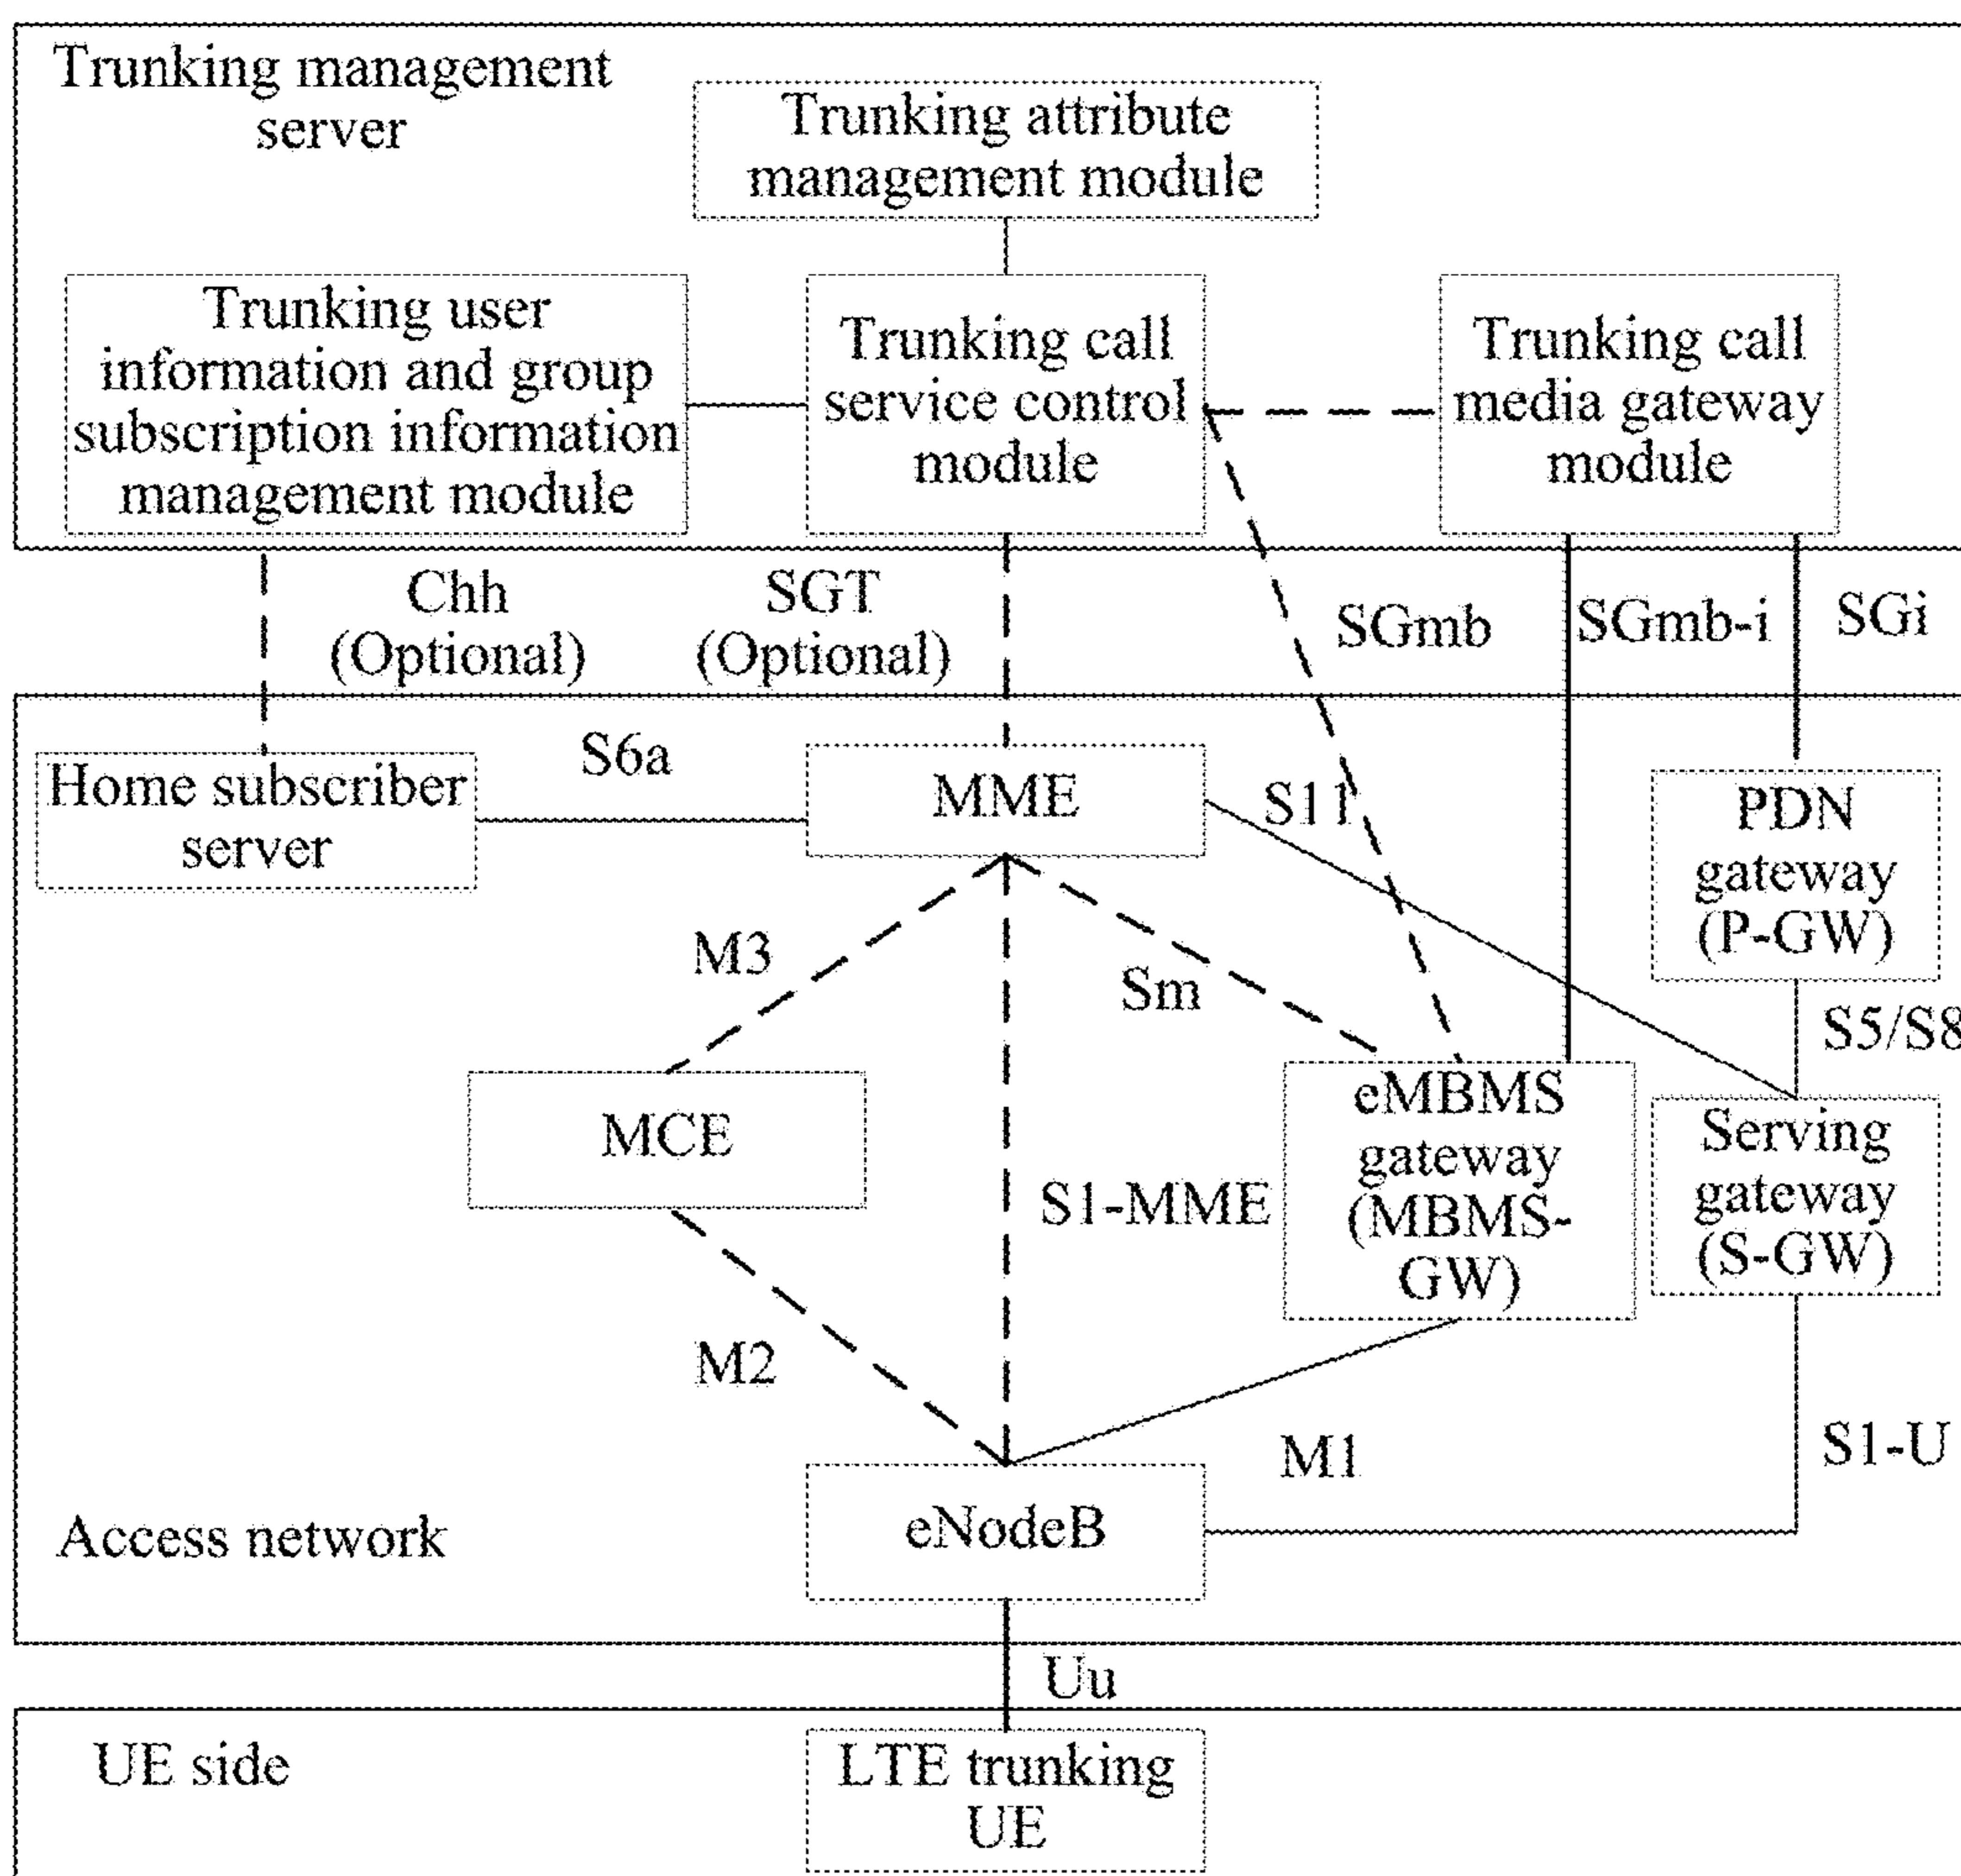 Trunking management
server
Trunking attribute
management module
Trunking user
information and group
subscription information
management module
Trunking call
service control
module
Trunking call
media gateway
module
Chh
(Optional)
SGT
(Optional)
SGmb
SGmb-i
SGi
Home subscriber
server
S6a
MME
S11
PDN
gateway
(P-GW)
M3
Sm
S5/S8
MCE
S1-MME
eMBMS
gateway
(MBMS-
GW)
Serving
gateway
(S-GW)
M2
M1
S1-U
Access network
eNodeB
Uu
UE side
LTE trunking
UE